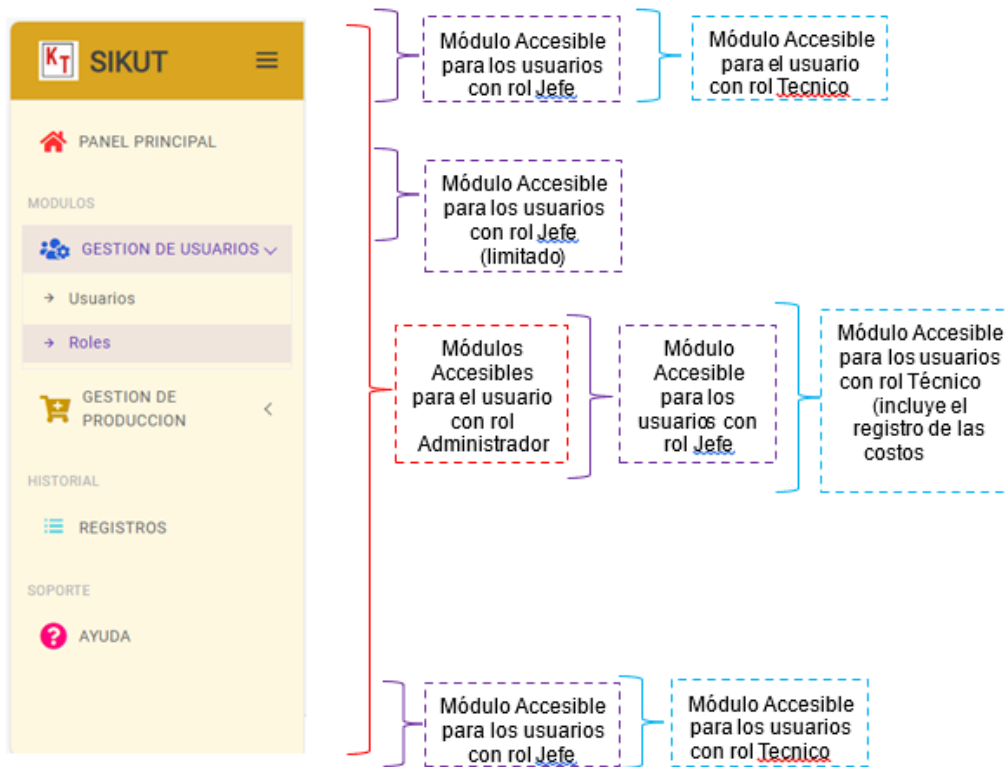 KT SIKUT
PANEL PRINCIPAL
MODULOS
GESTION DE USUARIOS
Usuarios
Roles
GESTION DE
PRODUCCION
HISTORIAL
REGISTROS
SOPORTE
? AYUDA
Módulo Accesible
para los usuarios
con rol Jefe
Módulo Accesible
para el usuario
con rol Tecnico
Módulo Accesible
para los usuarios
con rol Jefe
(limitado)
Módulos
Accesibles
para el usuario
con rol
Administrador
Módulo
Accesible
para los
usuarios con
rol Jefe
Módulo Accesible
para los usuarios
con rol Técnico
(incluye el
registro de las
costos
Módulo Accesible
para los usuarios
con rol Jefe
Módulo Accesible
para los usuarios
con rol Tecnico